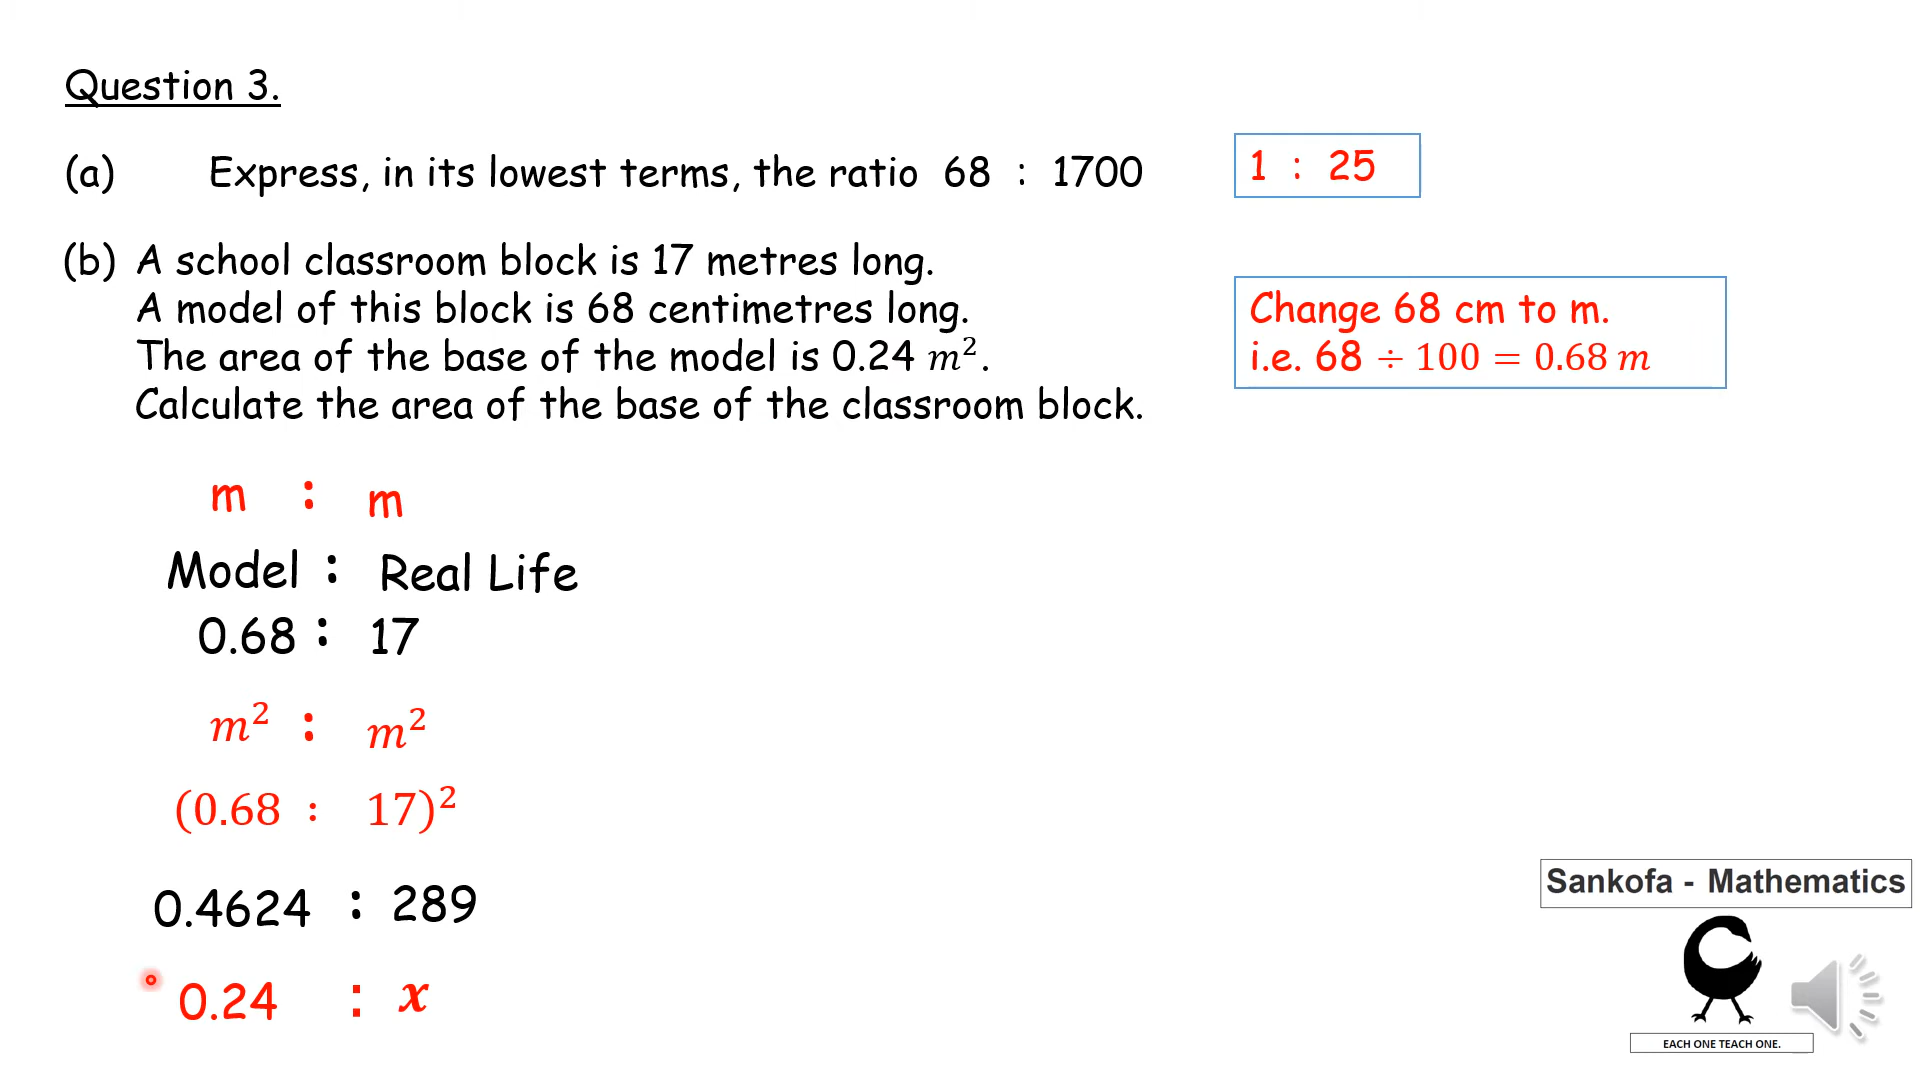 Question 3.
(a) Express, in its lowest terms, the ratio 68 : 1700
1 : 25
(b) A school classroom block is 17 metres long.
A model of this block is 68 centimetres long.
The area of the base of the model is 0.24 m².
Calculate the area of the base of the classroom block.
Change 68 cm to m.
i.e. 68 ÷ 100 = 0.68 m
m : m
Model : Real Life
0.68 : 17
m² : m²
(0.68 : 17)²
0.4624 : 289
0.24 : x
Sankofa - Mathematics
EACH ONE TEACH ONE.